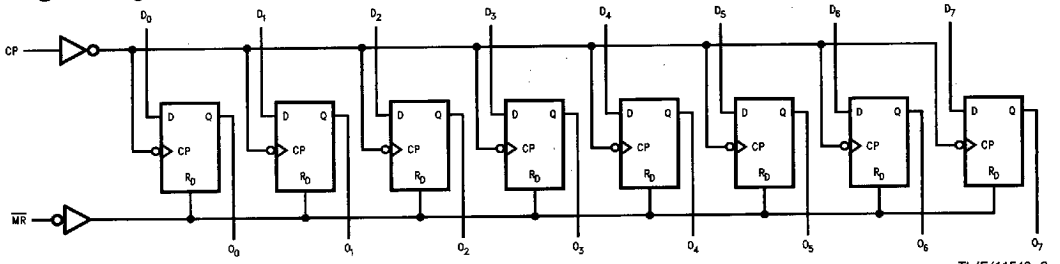 D0 D1 D2 D3 D4 D5 D6 D7
CP
D Q D Q D Q D Q D Q D Q D Q D Q
CP CP CP CP CP CP CP CP
RD RD RD RD RD RD RD RD
MR
O0 O1 O2 O3 O4 O5 O6 O7